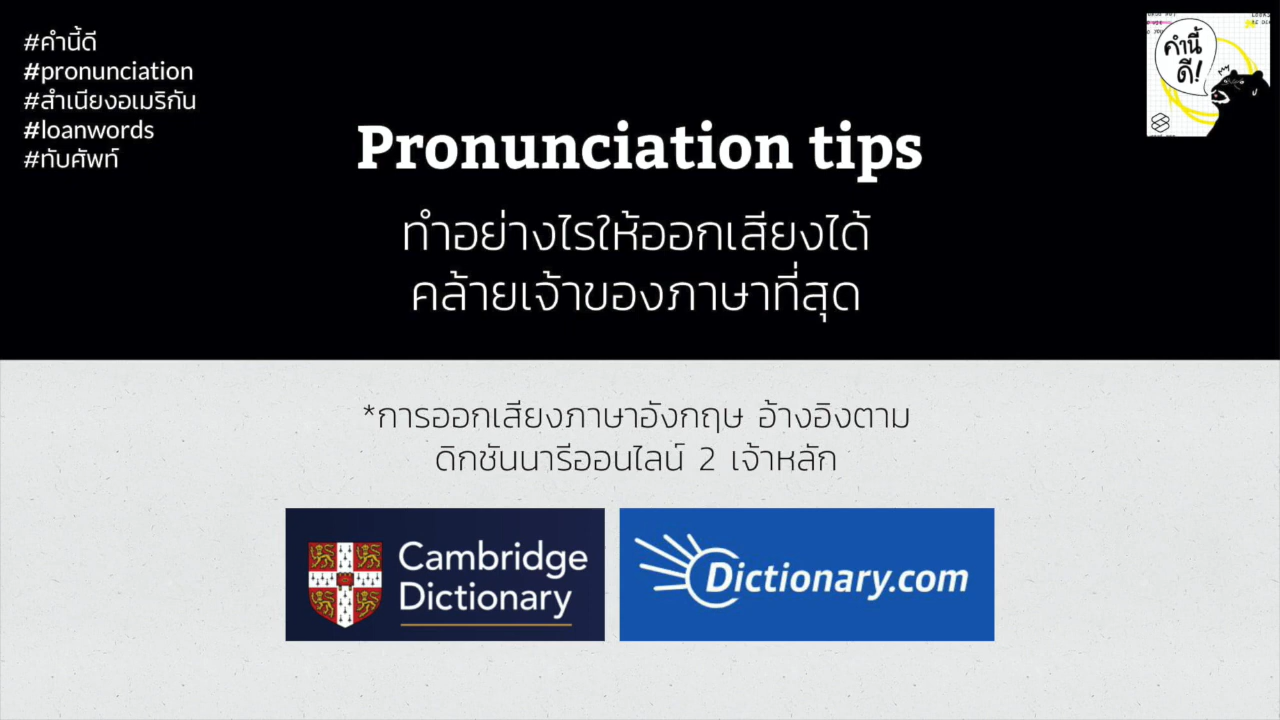 #คำนี้ดี
#pronunciation
#สำเนียงอเมริกัน
#loanwords
#ทับศัพท์
คำนี้
ดี!
Pronunciation tips
ทำอย่างไรให้ออกเสียงได้
คล้ายเจ้าของภาษาที่สุด
*การออกเสียงภาษาอังกฤษ อ้างอิงตาม
ดิกชันนารีออนไลน์ 2 เจ้าหลัก
Cambridge
Dictionary
Dictionary.com